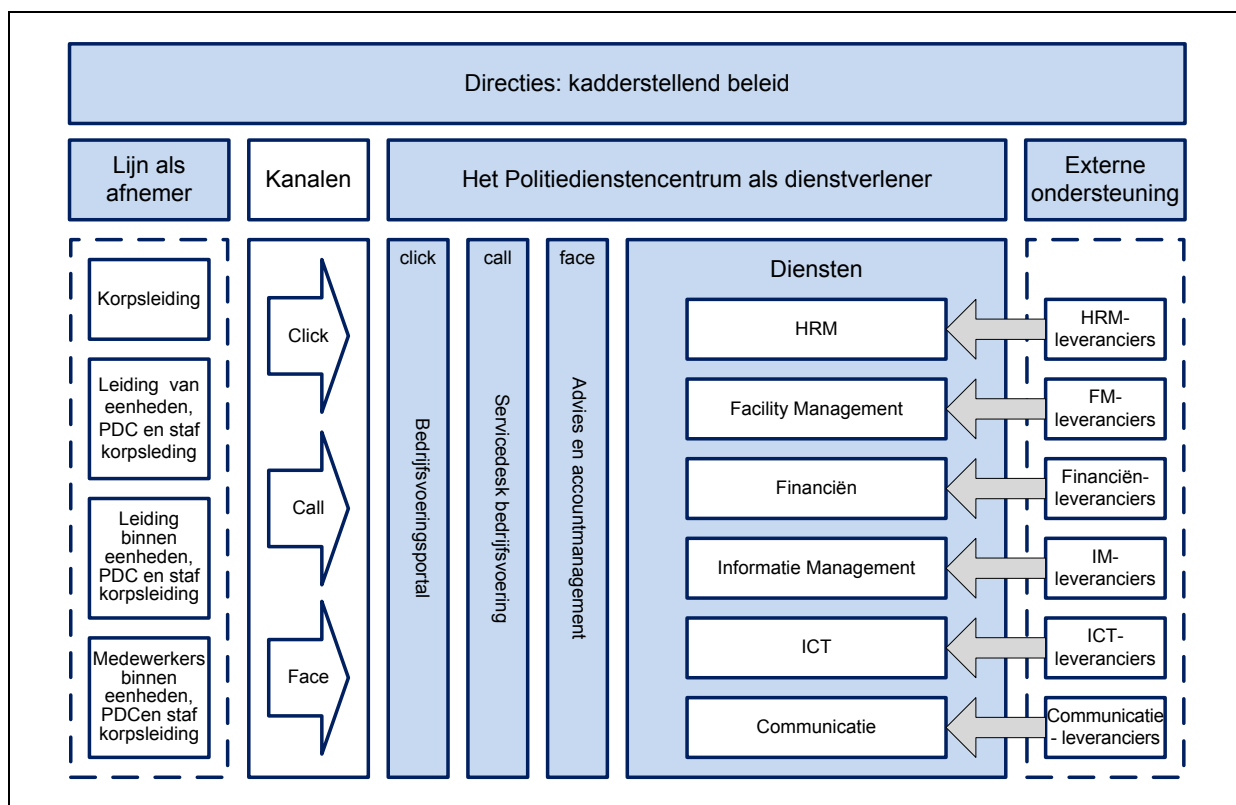 Directies: kadderstellend beleid
Lijn als
afnemer
Kanalen
Het Politiedienstencentrum als dienstverlener
Externe
ondersteuning
Korpsleiding
Leiding van
eenheden,
PDC en staf
korpsleding
Leiding
binnen
eenheden,
PDC en staf
korpsleiding
Medewerkers
binnen
eenheden,
PDCen staf
korpsleiding
Click
Call
Face
click
Bedrijfsvoeringsportal
call
Servicedesk bedrijfsvoering
face
Advies en accountmanagement
Diensten
HRM
Facility Management
Financiën
Informatie Management
ICT
Communicatie
HRM-
leveranciers
FM-
leveranciers
Financiën-
leveranciers
IM-
leveranciers
ICT-
leveranciers
Communicatie
- leveranciers